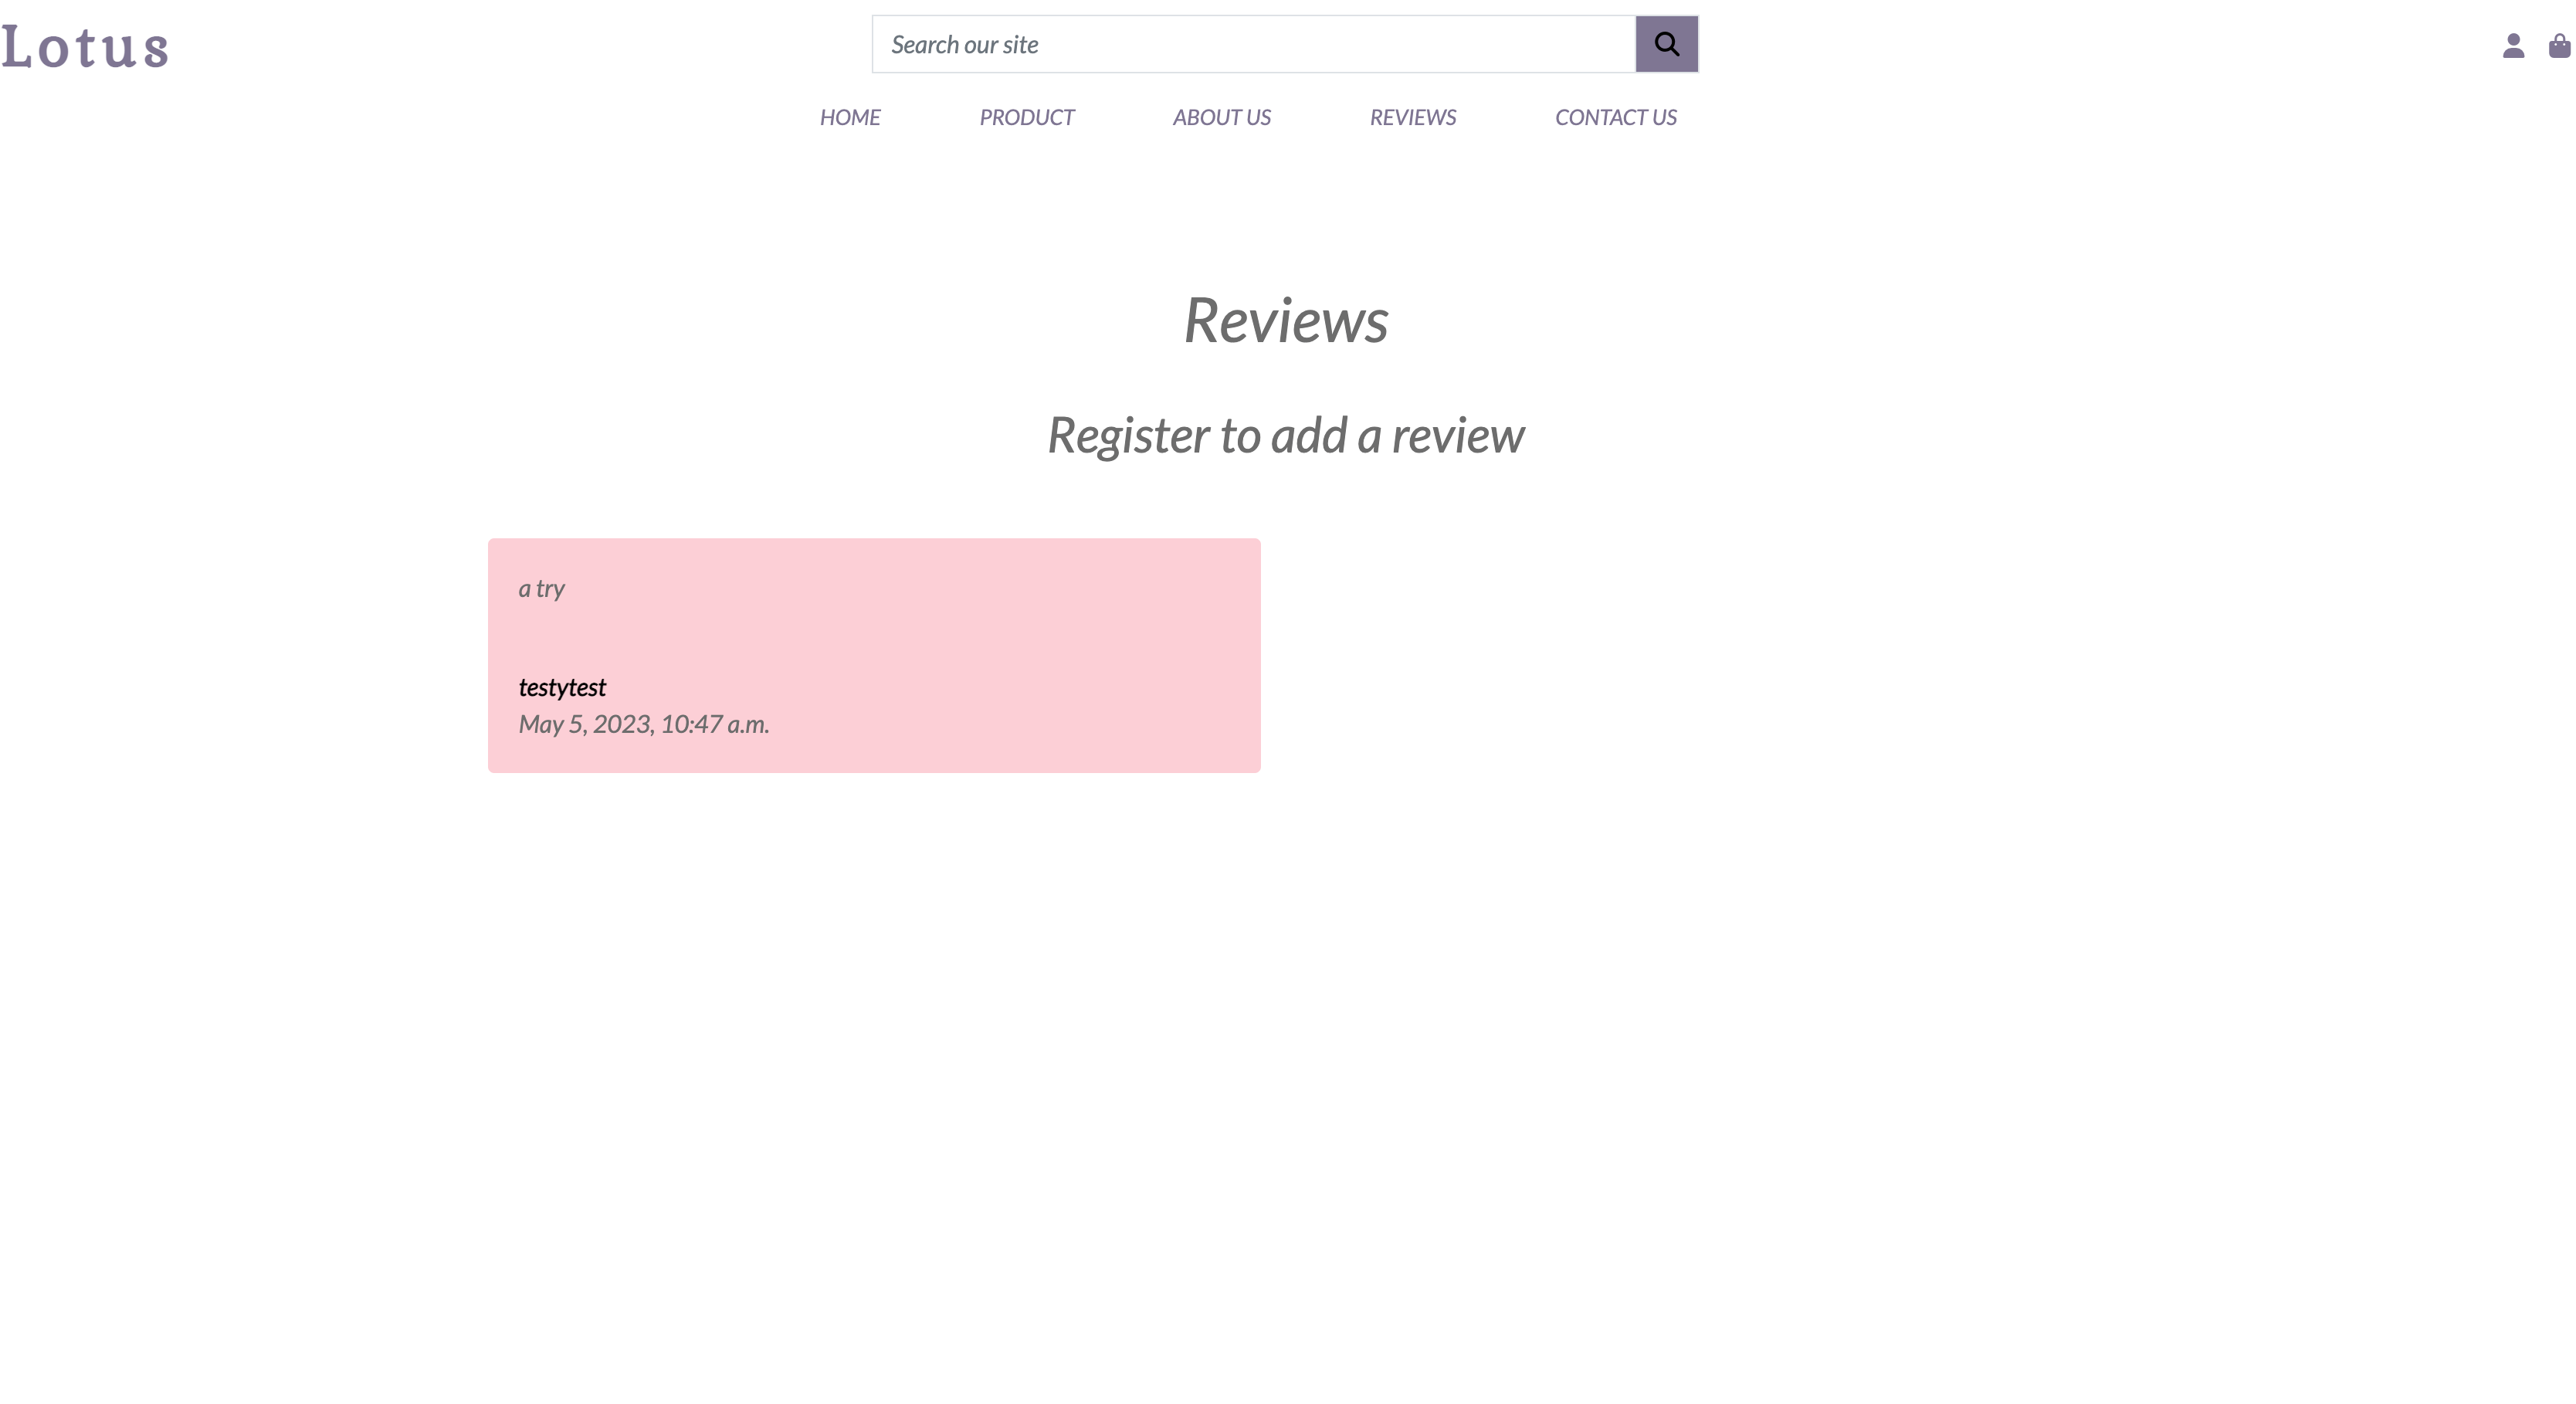 Lotus
Search our site
HOME PRODUCT ABOUT US REVIEWS CONTACT US
Reviews
Register to add a review
a try
testytest
May 5, 2023, 10:47 a.m.